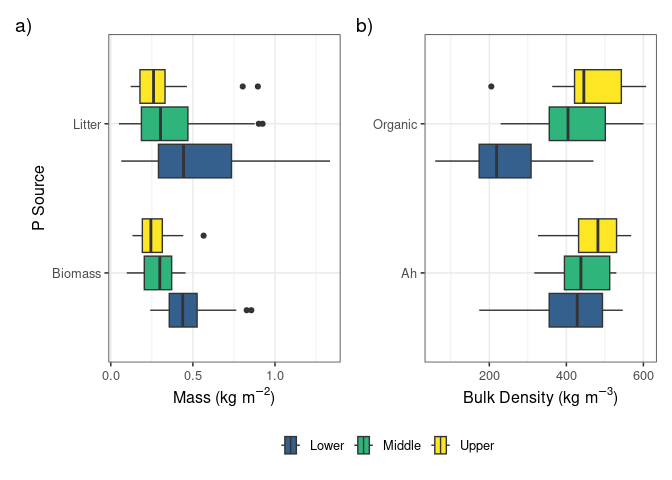 a)
b)
P Source
Litter
Biomass
Organic
Ah
0.0 0.5 1.0
200 400 600
Mass (kg m⁻²)
Bulk Density (kg m⁻³)
Lower Middle Upper